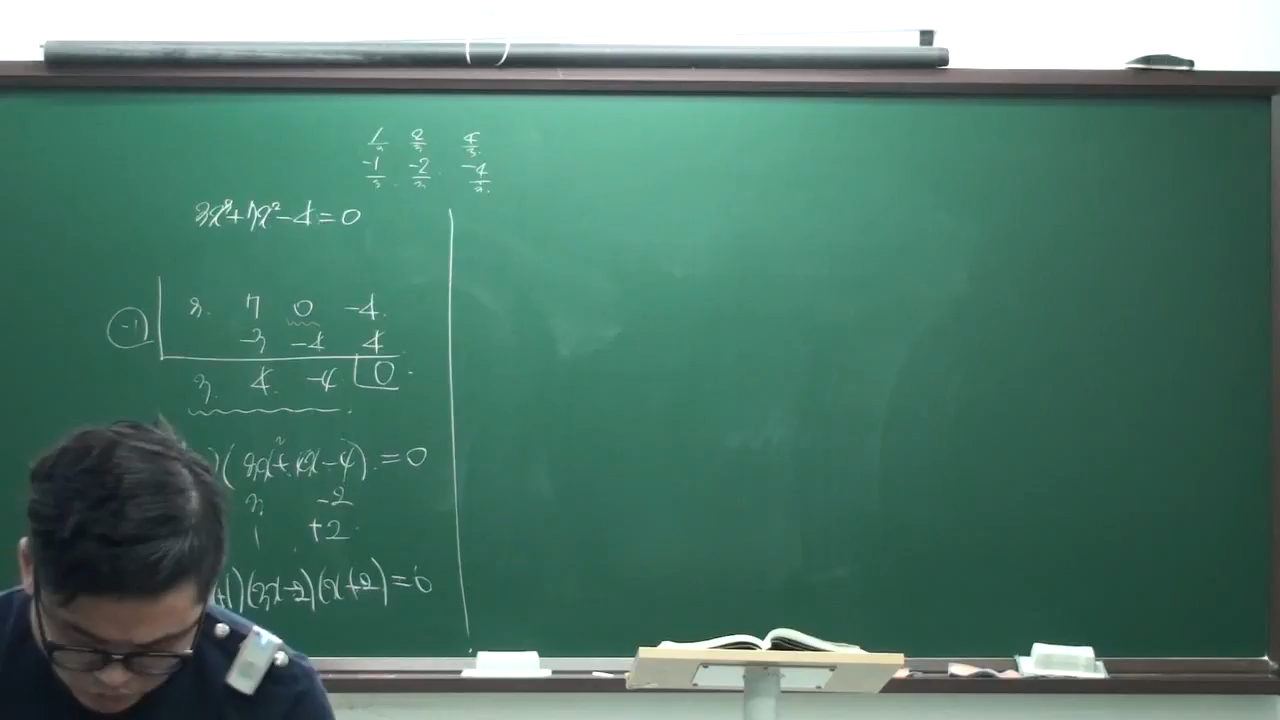 1/3 2/3 4/3.
-1/3. -2/3. -4/3.
3x³+7x²-4=0
-1 3. 7 0 -4.
-3 -4 4
3. 4. -4 0.
)(3x²+4x-4).=0
3 -2
1 +2.
+1)(3x-2)(x+2)=0